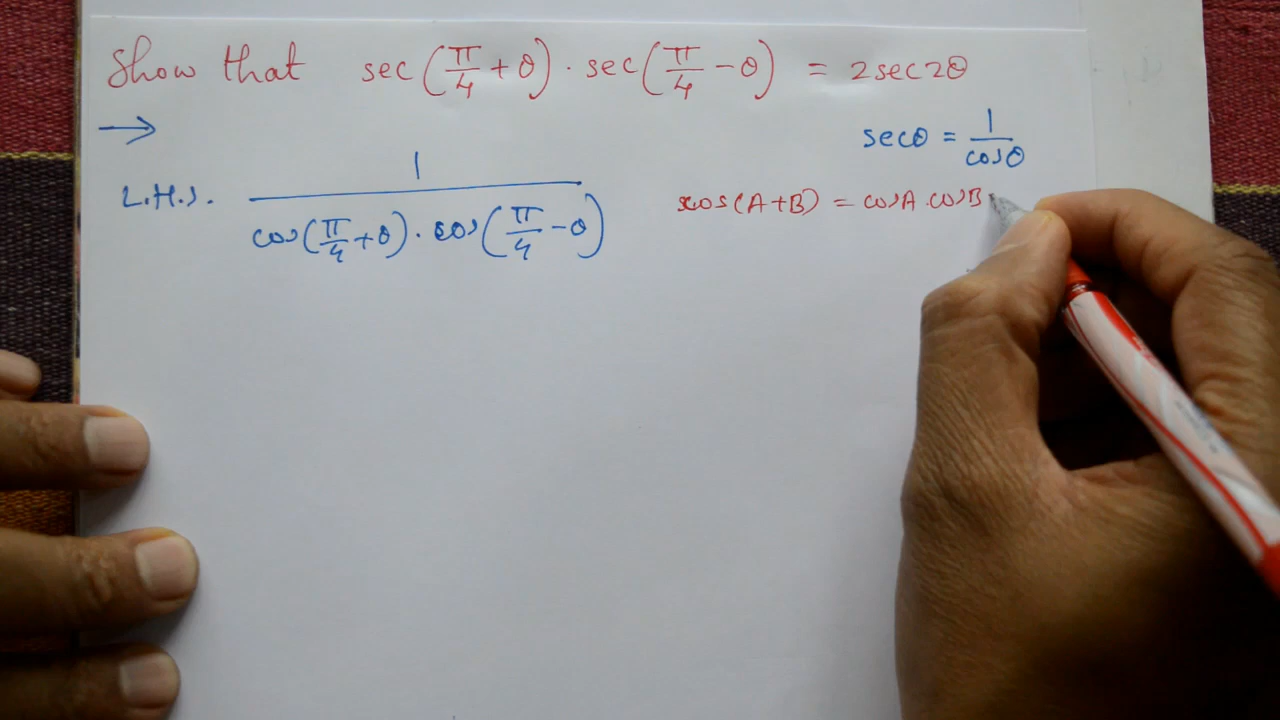 Show that sec(π/4 + θ) · sec(π/4 − θ) = 2sec2θ
→
secθ = 1/cosθ
L.H.S. 1/(cos(π/4 + θ) · cos(π/4 − θ))
cos(A+B) = cosA · cosB